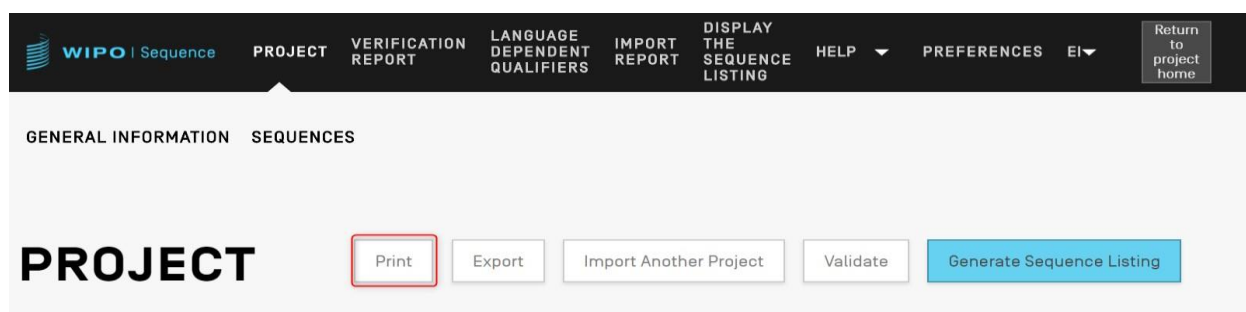 WIPO | Sequence
PROJECT
VERIFICATION
REPORT
LANGUAGE
DEPENDENT
QUALIFIERS
IMPORT
REPORT
DISPLAY
THE
SEQUENCE
LISTING
HELP
PREFERENCES
EI
Return
to
project
home
GENERAL INFORMATION SEQUENCES
PROJECT
Print
Export
Import Another Project
Validate
Generate Sequence Listing